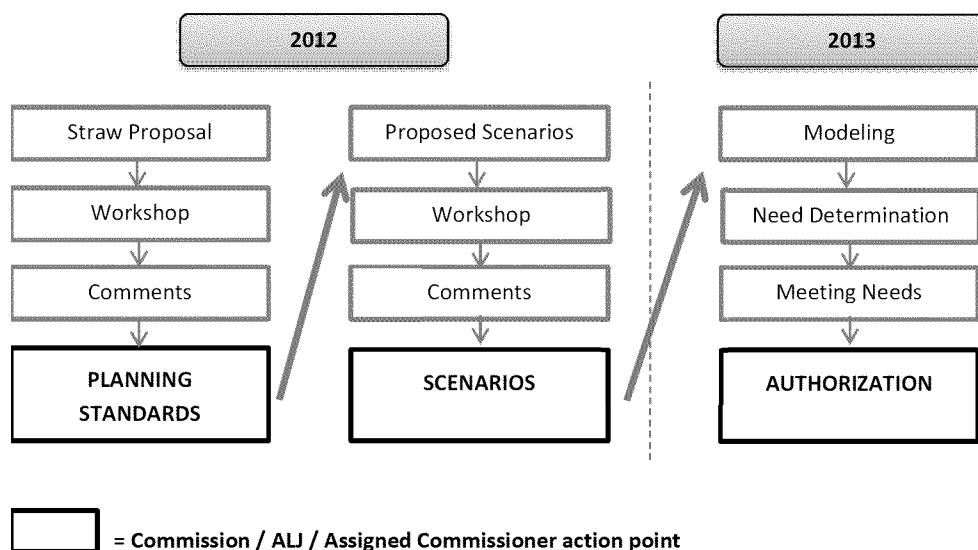 2012
2013
Straw Proposal
Workshop
Comments
PLANNING
STANDARDS
Proposed Scenarios
Workshop
Comments
SCENARIOS
Modeling
Need Determination
Meeting Needs
AUTHORIZATION
= Commission / ALJ / Assigned Commissioner action point